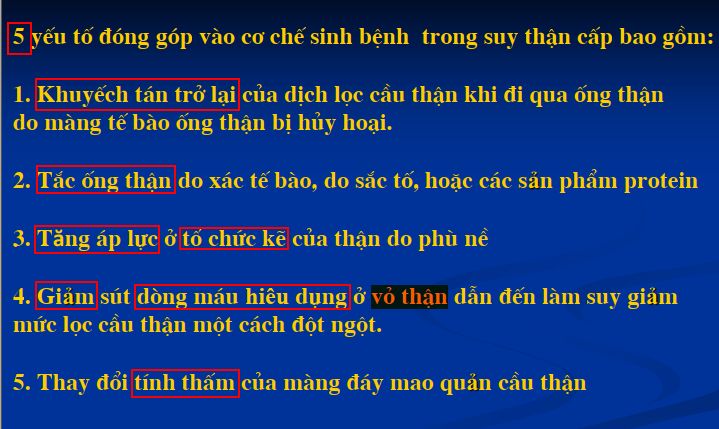 5 yếu tố đóng góp vào cơ chế sinh bệnh trong suy thận cấp bao gồm:
1. Khuyếch tán trở lại của dịch lọc cầu thận khi đi qua ống thận
do màng tế bào ống thận bị hủy hoại.
2. Tắc ống thận do xác tế bào, do sắc tố, hoặc các sản phẩm protein
3. Tăng áp lực ở tố chức kẽ của thận do phù nề
4. Giảm sút dòng máu hiêu dụng ở vỏ thận dẫn đến làm suy giảm
mức lọc cầu thận một cách đột ngột.
5. Thay đổi tính thấm của màng đáy mao quản cầu thận